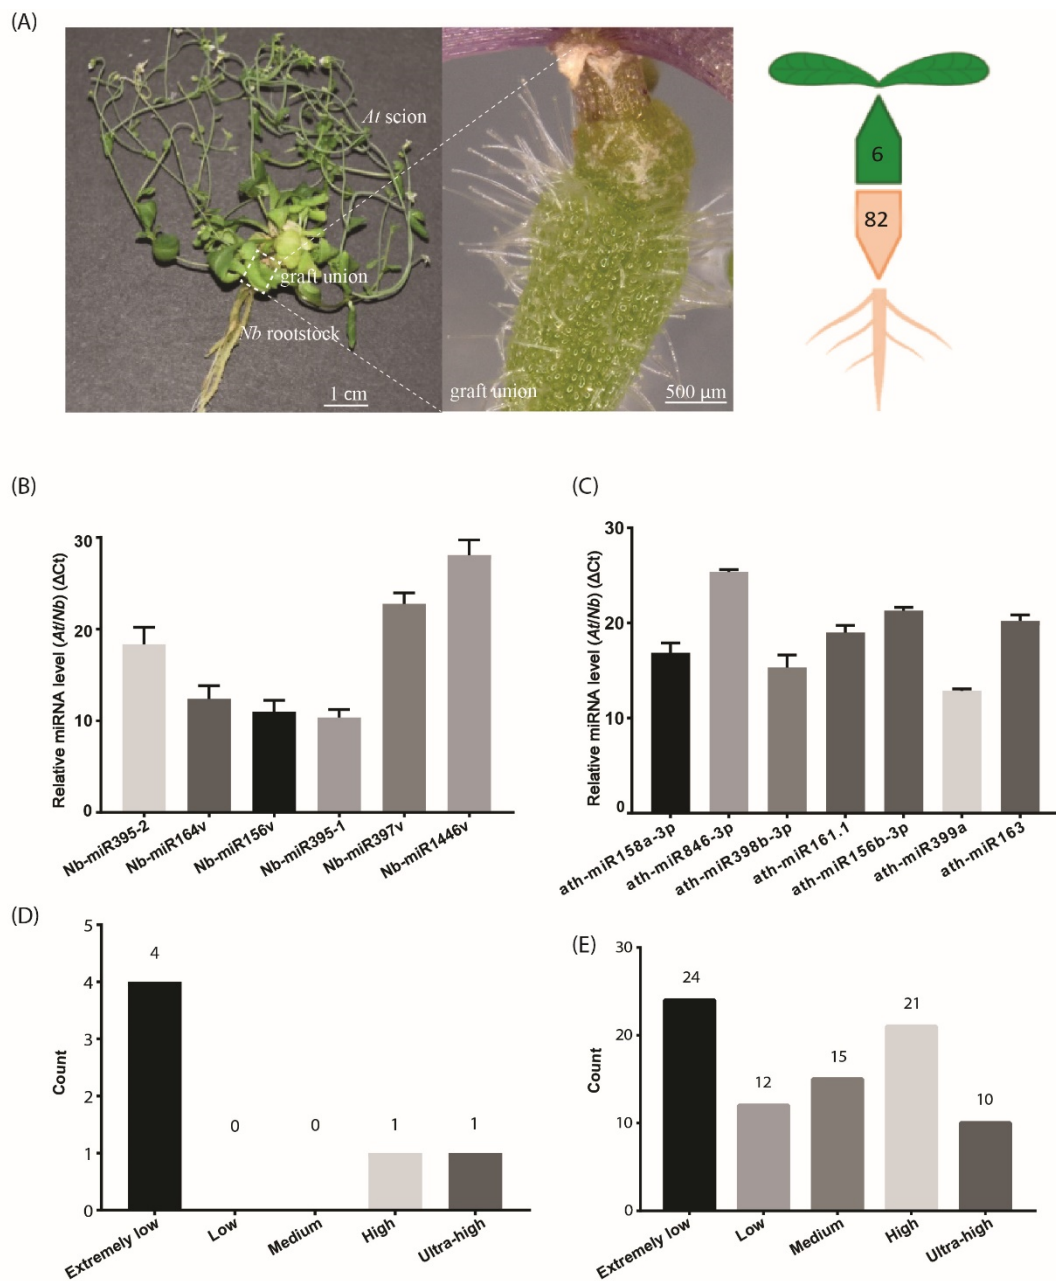 (A)
At scion
graft union
Nb rootstock
1 cm
graft union
500 µm
6
82
(B)
Relative miRNA level (At/Nb) (ΔCt)
30
20
10
0
Nb-miR395-2
Nb-miR164v
Nb-miR156v
Nb-miR395-1
Nb-miR397v
Nb-miR1446v
(C)
Relative miRNA level (At/Nb) (ΔCt)
30
20
10
0
ath-miR158a-3p
ath-miR846-3p
ath-miR398b-3p
ath-miR161.1
ath-miR156b-3p
ath-miR399a
ath-miR163
(D)
Count
5
4
3
2
1
0
4
0
0
1
1
Extremely low
Low
Medium
High
Ultra-high
(E)
Count
30
20
10
0
24
12
15
21
10
Extremely low
Low
Medium
High
Ultra-high